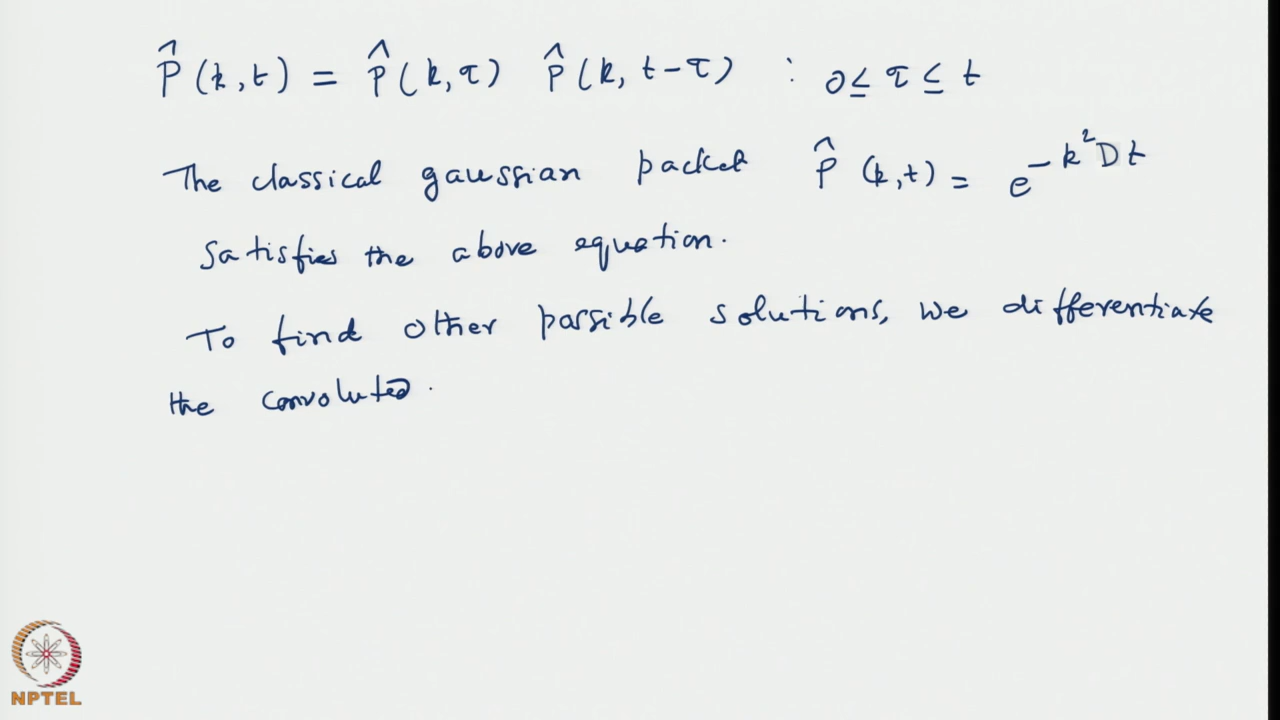 P̂(k,t) = P̂(k,τ) P̂(k, t-τ) : 0 ≤ τ ≤ t
The classical gaussian packet P̂(k,t) = e^{-k²Dt}
Satisfies the above equation.
To find other possible solutions, we differentiate
the convoluted.
NPTEL